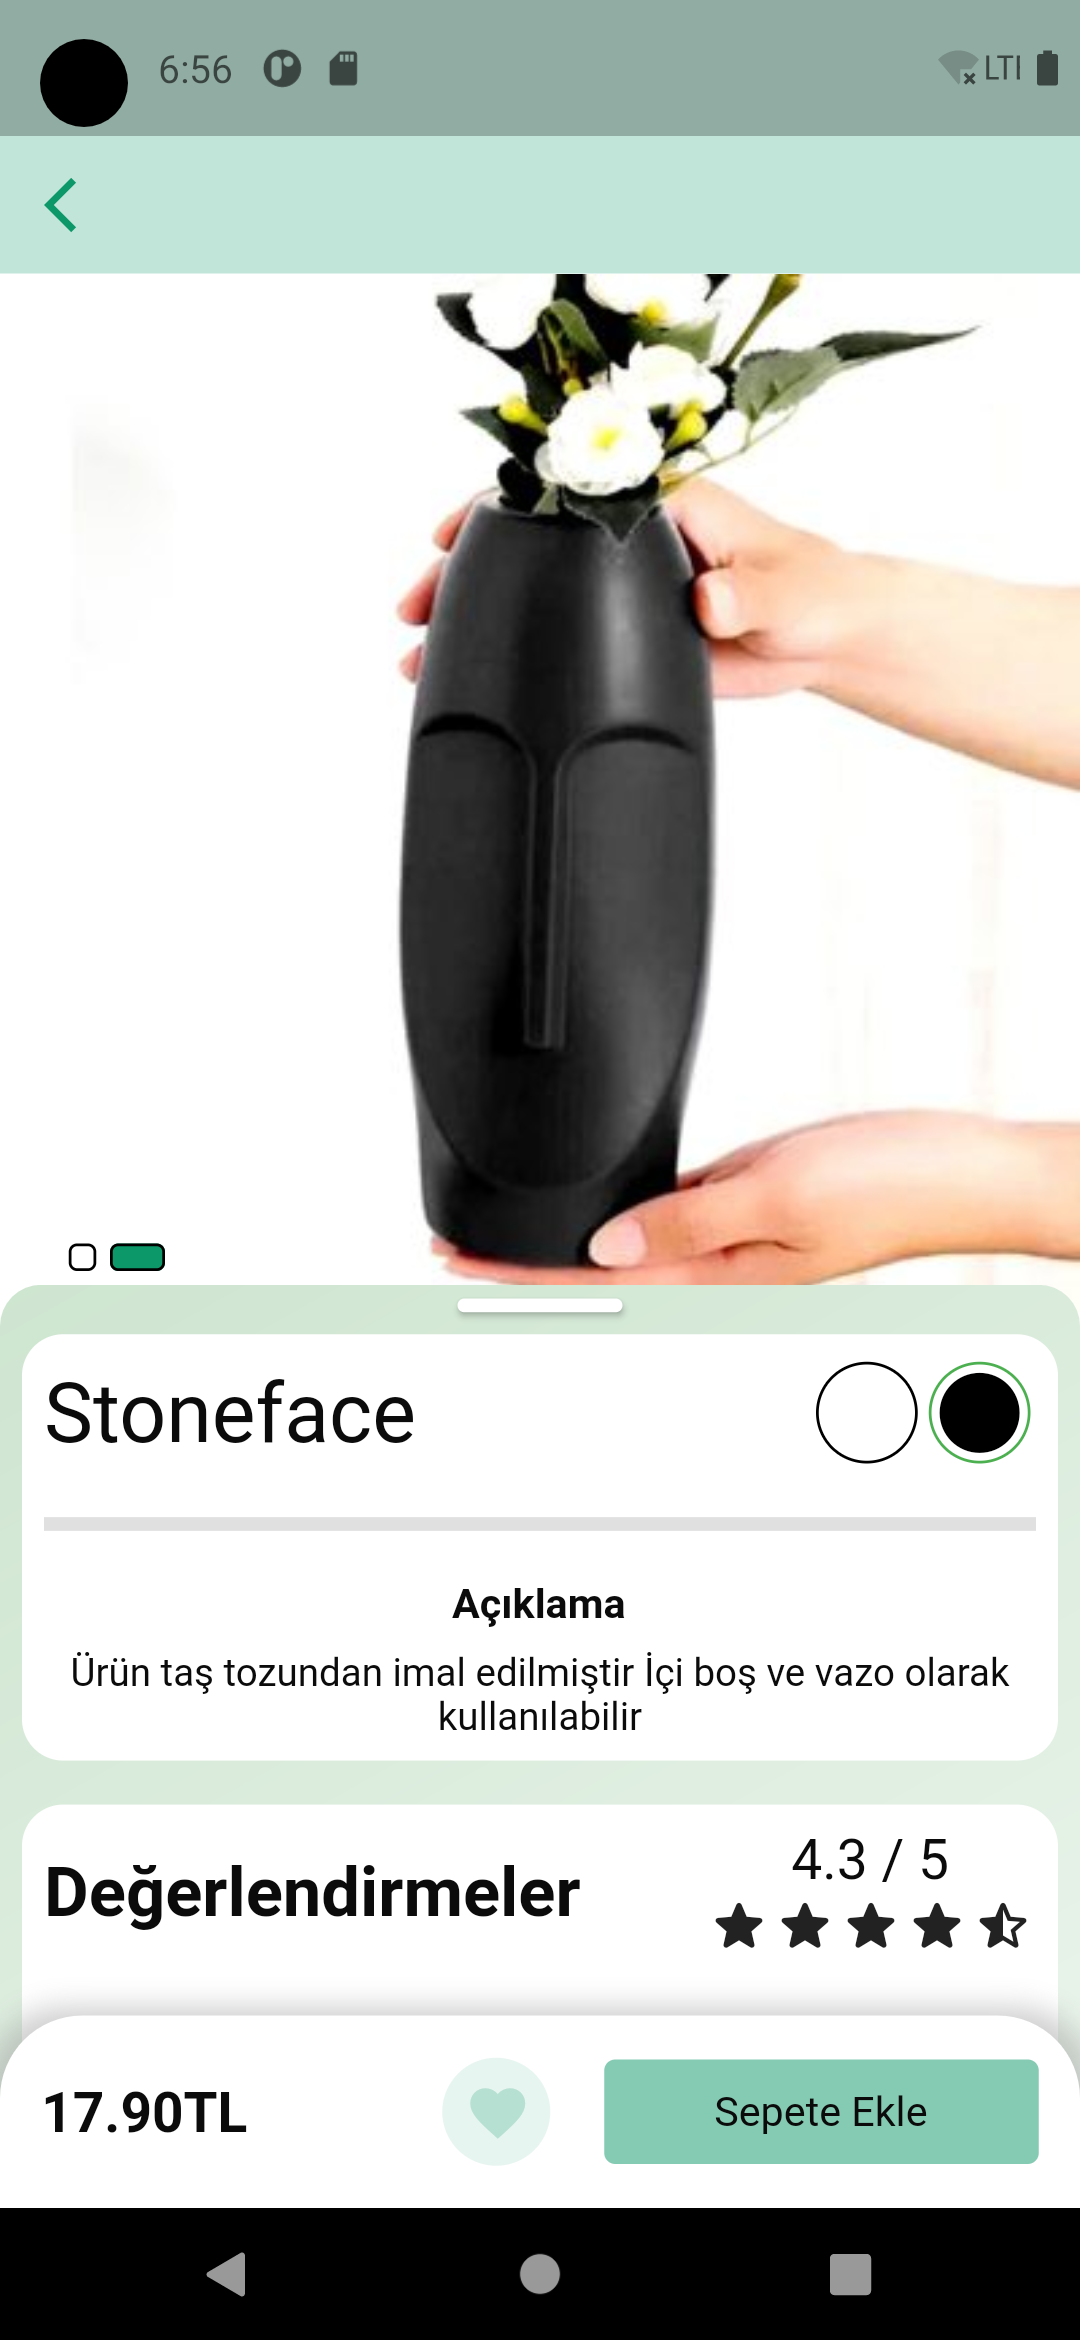 6:56
LTE
Stoneface
Açıklama
Ürün taş tozundan imal edilmiştir İçi boş ve vazo olarak
kullanılabilir
Değerlendirmeler
4.3 / 5
17.90TL
Sepete Ekle